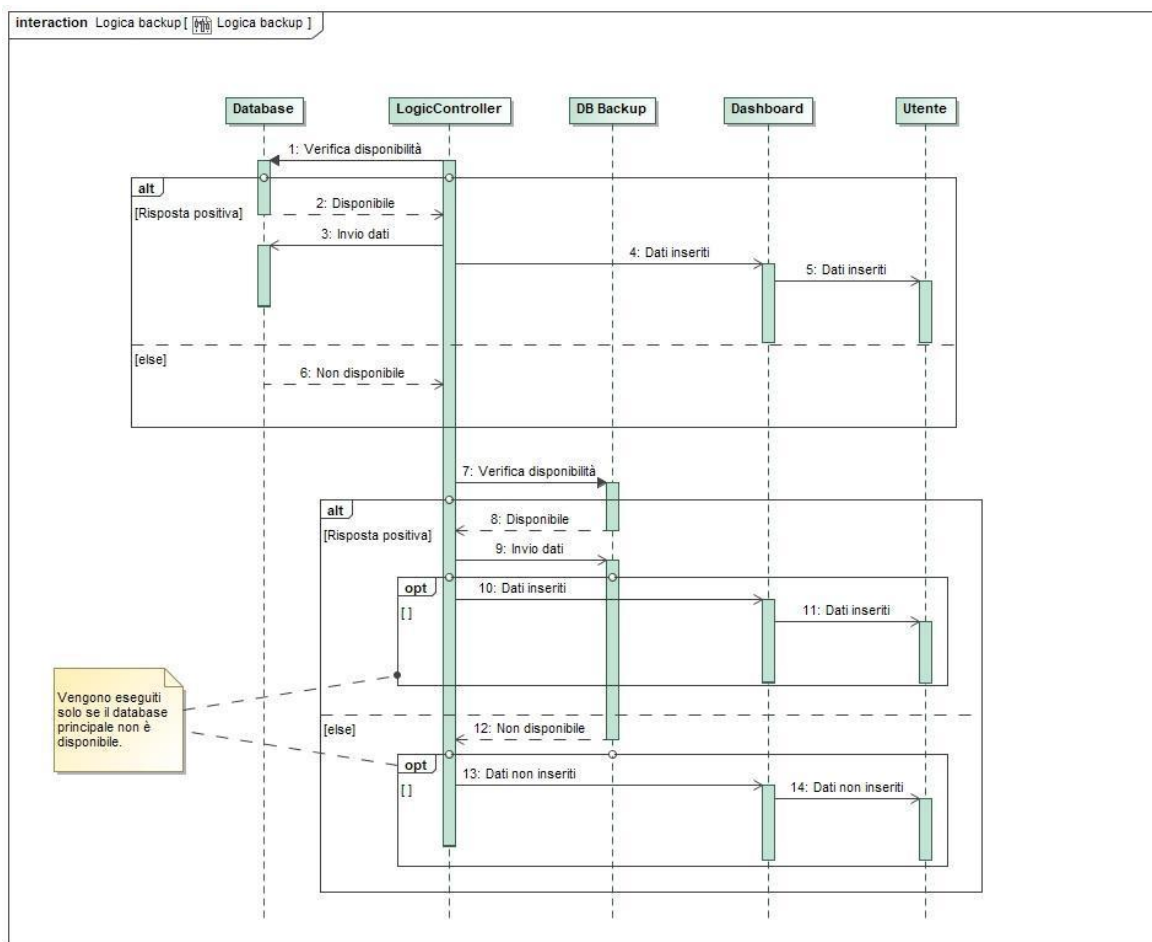 interaction Logica backup [ Logica backup ]
Database
LogicController
DB Backup
Dashboard
Utente
1: Verifica disponibilità
alt
[Risposta positiva]
2: Disponibile
3: Invio dati
4: Dati inseriti
5: Dati inseriti
[else]
6: Non disponibile
7: Verifica disponibilità
alt
8: Disponibile
[Risposta positiva]
9: Invio dati
opt
10: Dati inseriti
[ ]
11: Dati inseriti
Vengono eseguiti
solo se il database
principale non è
disponibile.
[else]
12: Non disponibile
opt
13: Dati non inseriti
[ ]
14: Dati non inseriti